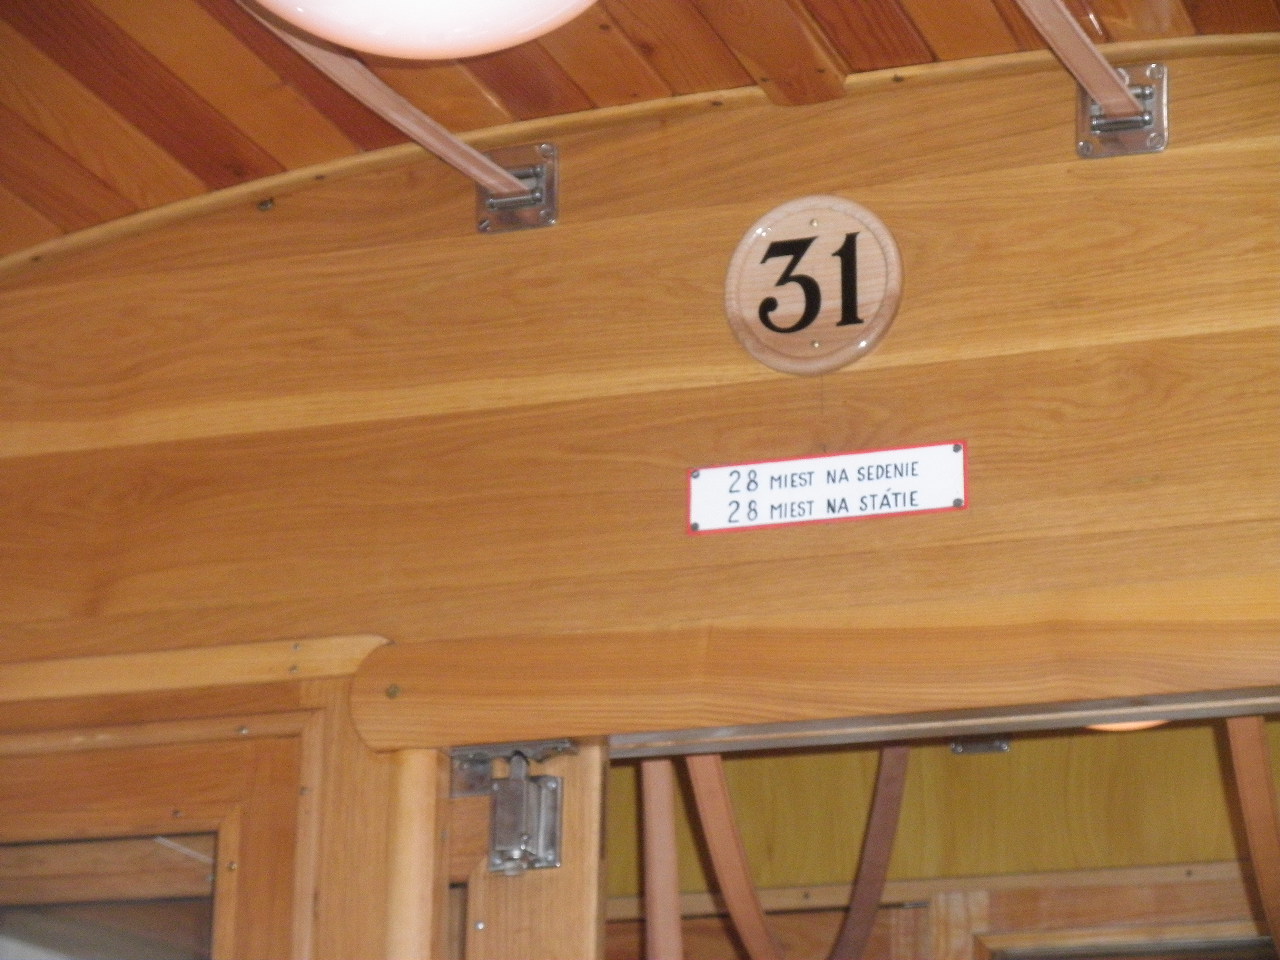 31
28 MIEST NA SEDENIE
28 MIEST NA STÁTIE